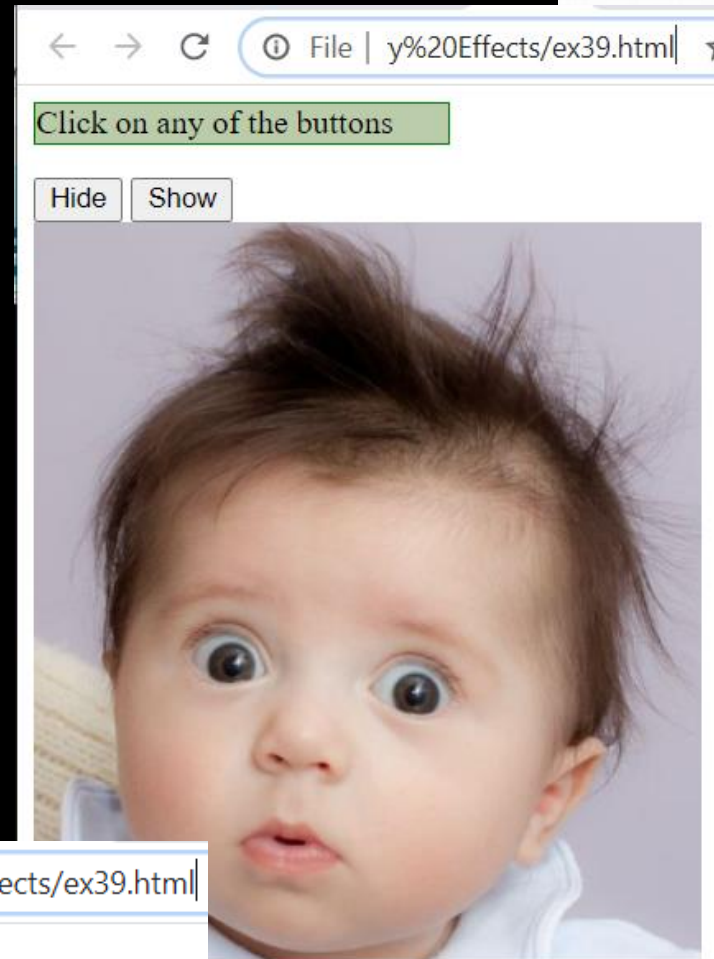 File | y%20Effects/ex39.html
Click on any of the buttons
Hide Show
ects/ex39.html